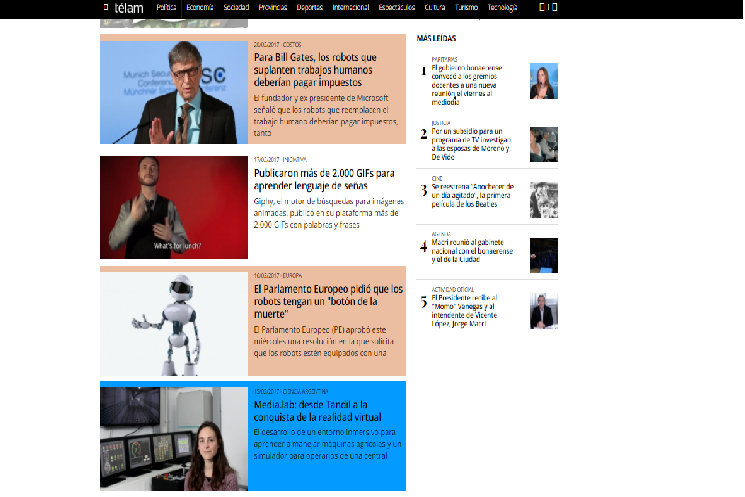 télam Política Economía Sociedad Provincias Deportes Internacional Espectáculos Cultura Turismo Tecnología
20/02/2017 · COSTOS
Para Bill Gates, los robots que
suplanten trabajos humanos
deberían pagar impuestos
El fundador y ex presidente de Microsoft
señaló que los robots que reemplacen el
trabajo humano deberían pagar impuestos,
tanto
Munich Security
Conference
Münchner
SC
17/02/2017 · INICIATIVA
Publicaron más de 2.000 GIFs para
aprender lenguaje de señas
Giphy, el motor de búsquedas para imágenes
animadas, publicó en su plataforma más de
2.000 GIFs con palabras y frases
What's for lunch?
16/02/2017 · EUROPA
El Parlamento Europeo pidió que los
robots tengan un "botón de la
muerte"
El Parlamento Europeo (PE) aprobó este
miércoles una resolución en la que solicita
que los robots estén equipados con una
15/02/2017 · CIENCIA ARGENTINA
Media.lab: desde Tandil a la
conquista de la realidad virtual
El desarrollo de un entorno inmersivo para
aprender a manejar máquinas agrícolas y un
simulador para operarios de una central
MÁS LEÍDAS
1
PARITARIAS
El gobierno bonaerense
convocó a los gremios
docentes a una nueva
reunión el viernes al
mediodía
2
JUSTICIA
Por un subsidio para un
programa de TV investigan
a las esposas de Moreno y
De Vido
3
CINE
Se reestrena "Anochecer de
un día agitado", la primera
película de los Beatles
4
AGENDA
Macri reunió al gabinete
nacional con el bonaerense
y el de la Ciudad
5
ACTIVIDAD OFICIAL
El Presidente recibe al
"Momo" Venegas y al
intendente de Vicente
López, Jorge Macri